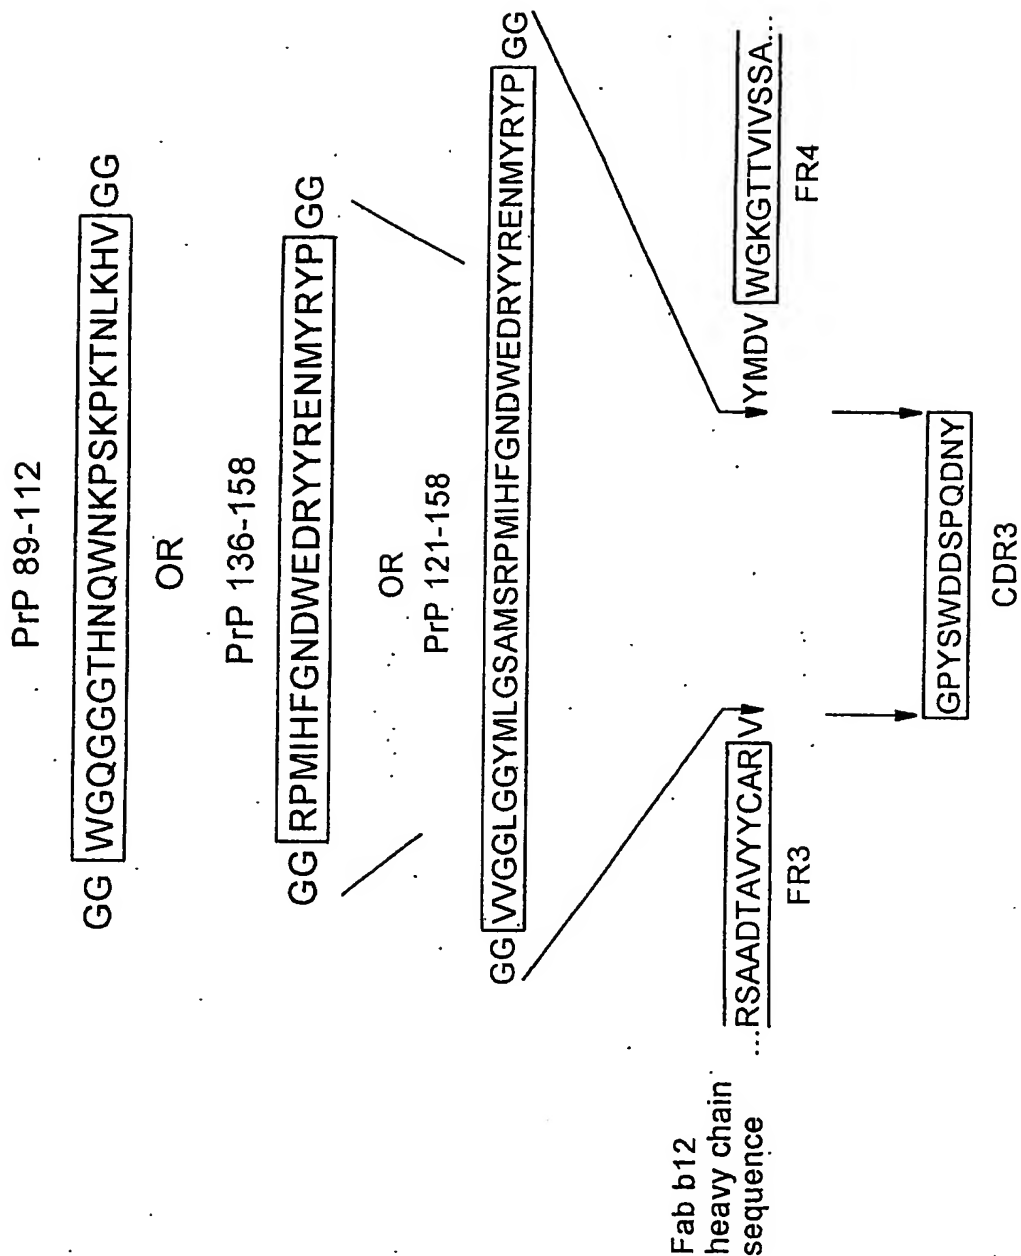 PrP 89-112
GG WGQGGGTHNQWNKPSKPKTNLKHV GG
OR
PrP 136-158
GG RPMIHFGNDWEDRYYRENMYRYP GG
OR
PrP 121-158
GG VVGGLGGYMLGSAMSRPMIHFGNDWEDRYYRENMYRYP GG
Fab b12
heavy chain
sequence
...RSAADTAVYYCAR V
YMDV WGKGTTVIVSSA...
FR3
FR4
GPYSWDDSPQDNY
CDR3